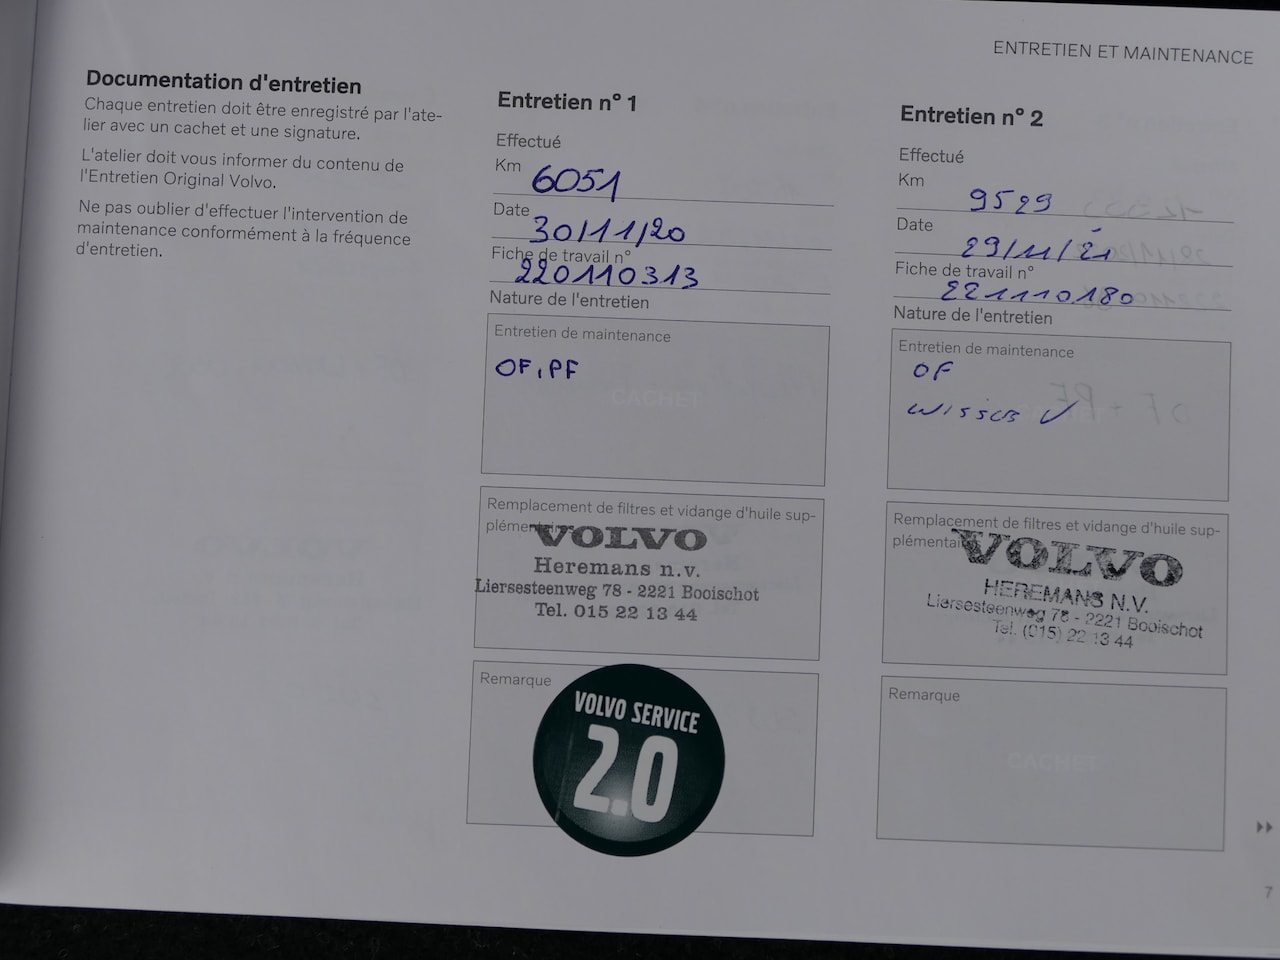 ENTRETIEN ET MAINTENANCE
Documentation d'entretien
Chaque entretien doit être enregistré par l'ate-
lier avec un cachet et une signature.
L'atelier doit vous informer du contenu de
l'Entretien Original Volvo.
Ne pas oublier d'effectuer l'intervention de
maintenance conformément à la fréquence
d'entretien.
Entretien n° 1
Effectué
Km 6051
Date 30/11/20
Fiche de travail n°
220110313
Nature de l'entretien
Entretien de maintenance
OF, PF
CACHET
Remplacement de filtres et vidange d'huile sup-
plémentaire
VOLVO
Heremans n.v.
Liersesteenweg 78 - 2221 Booischot
Tel. 015 22 13 44
Remarque
VOLVO SERVICE
2.0
Entretien n° 2
Effectué
Km 9529
Date 29/11/21
Fiche de travail n°
221110180
Nature de l'entretien
Entretien de maintenance
OF
Remplacement de filtres et vidange d'huile sup-
plémentaire
VOLVO
HEREMANS N.V.
Liersesteenweg 78 - 2221 Booischot
Tel. (015) 22 13 44
Remarque
CACHET
7